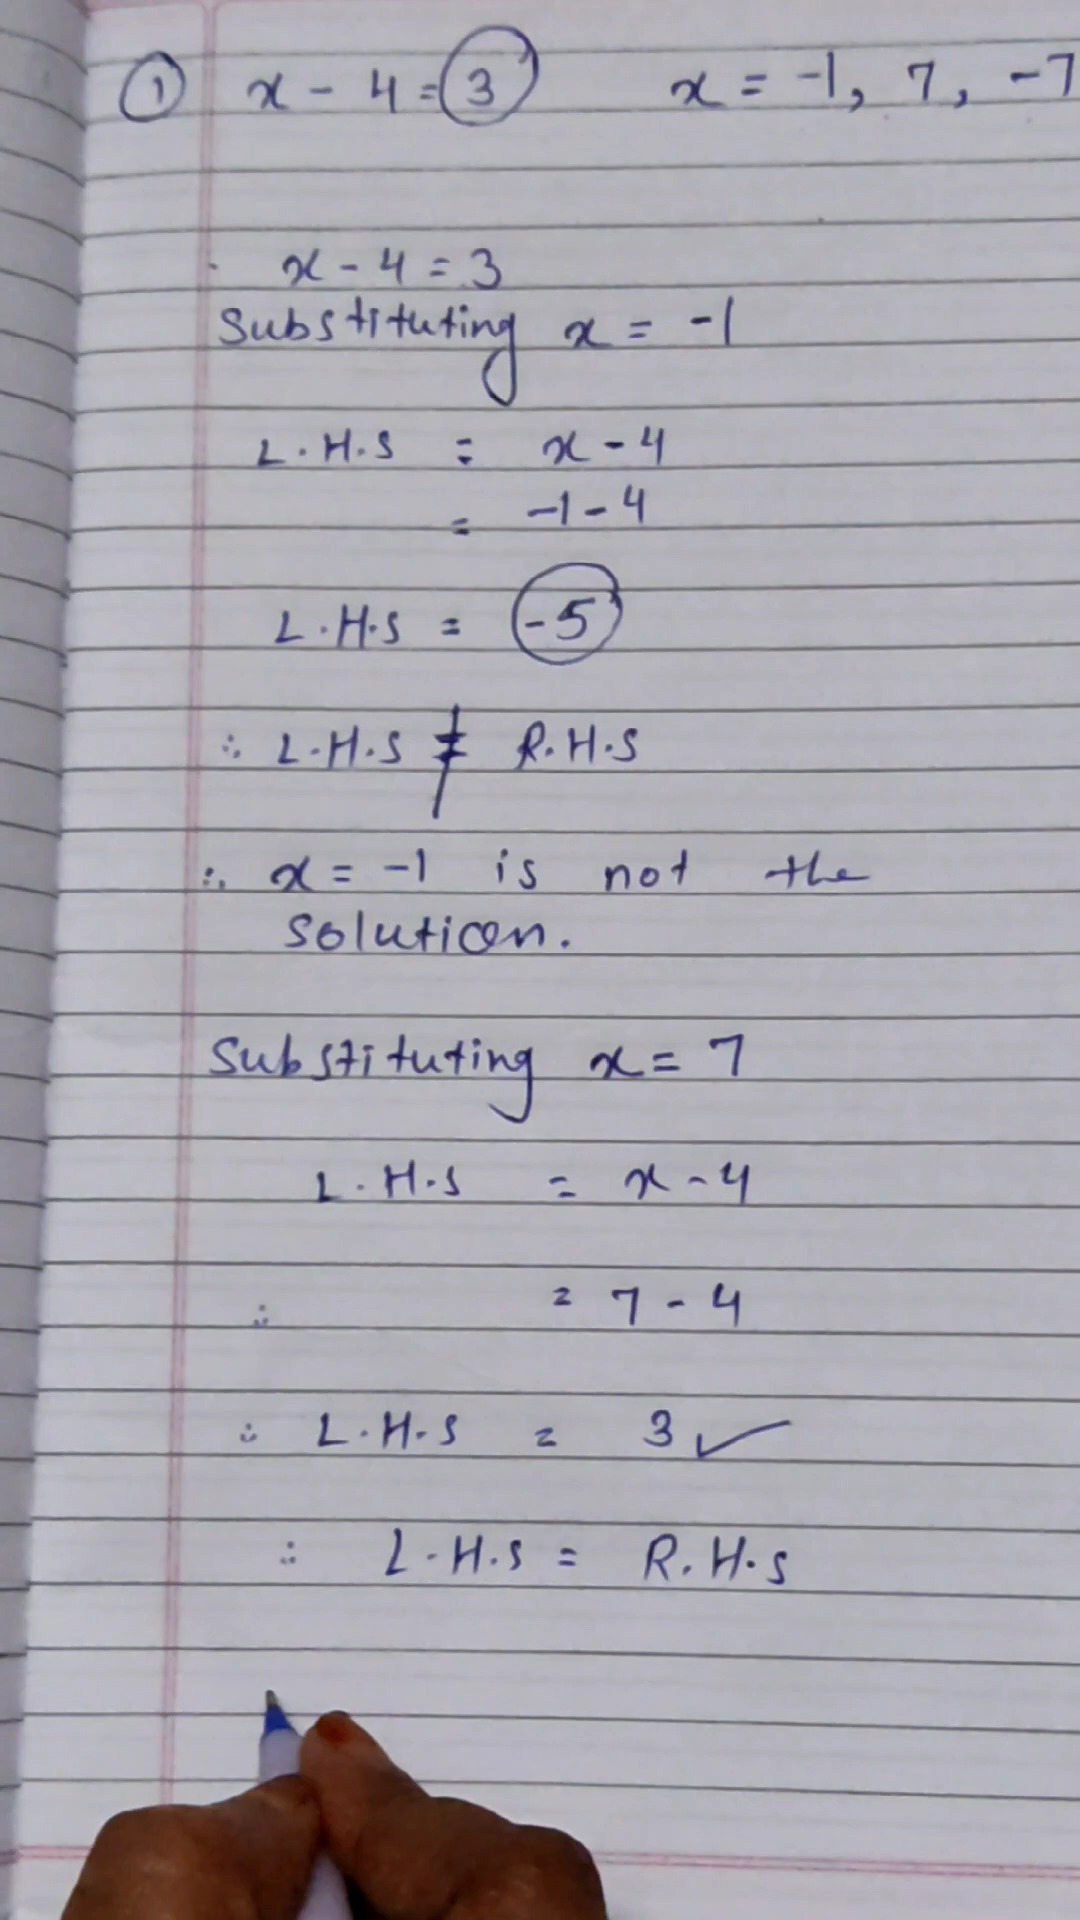 ① x - 4 = 3 x = -1, 7, -7
x - 4 = 3
Substituting x = -1
L.H.S = x - 4
= -1 - 4
L.H.S = -5
∴ L.H.S ≠ R.H.S
∴ x = -1 is not the
solution.
Substituting x = 7
L.H.S = x - 4
∴ = 7 - 4
∴ L.H.S = 3 ✓
∴ L.H.S = R.H.S